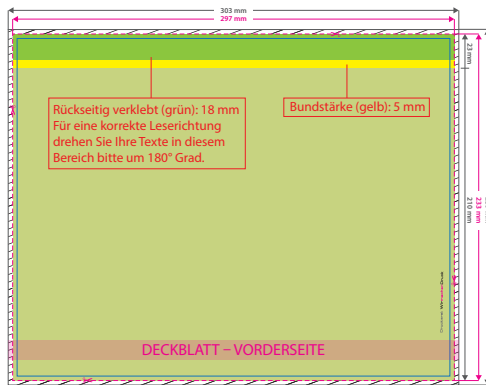 303 mm
297 mm
23 mm
Rückseitig verklebt (grün): 18 mm
Für eine korrekte Leserichtung
drehen Sie Ihre Texte in diesem
Bereich bitte um 180° Grad.
Bundstärke (gelb): 5 mm
210 mm
233 mm
DECKBLATT – VORDERSEITE